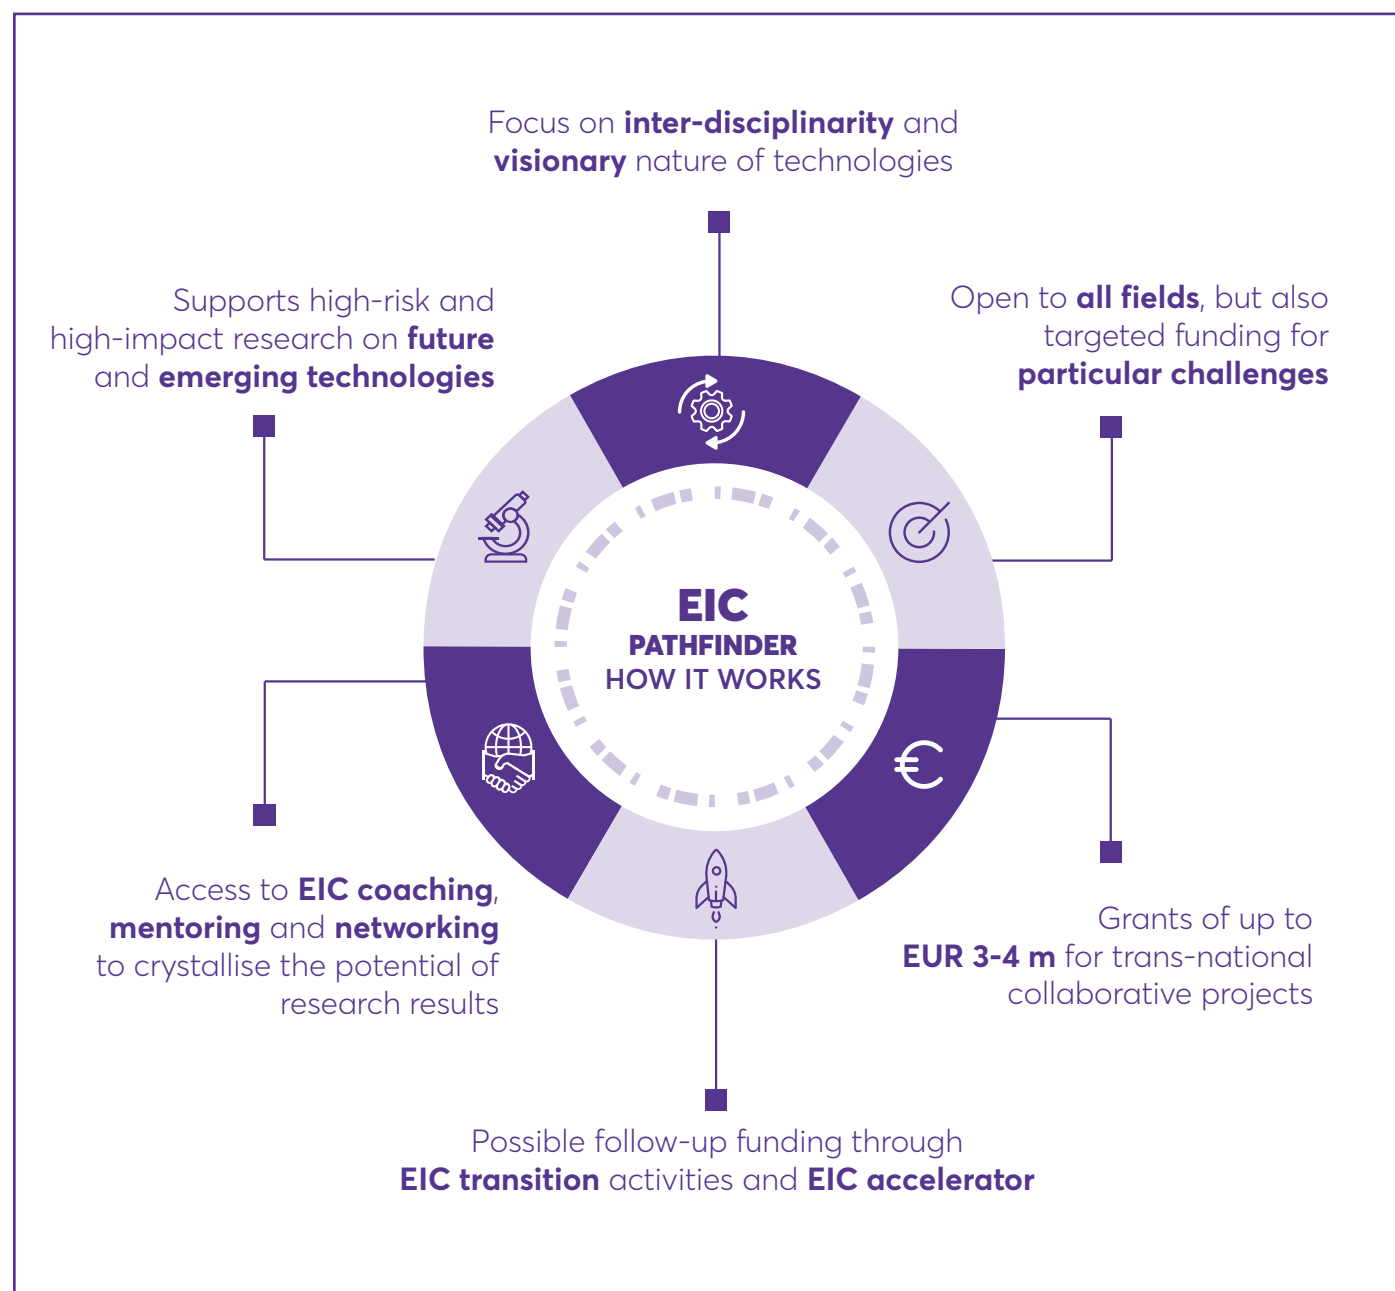 Focus on inter-disciplinarity and
visionary nature of technologies
Supports high-risk and
high-impact research on future
and emerging technologies
Open to all fields, but also
targeted funding for
particular challenges
EIC
PATHFINDER
HOW IT WORKS
€
Access to EIC coaching,
mentoring and networking
to crystallise the potential of
research results
Grants of up to
EUR 3-4 m for trans-national
collaborative projects
Possible follow-up funding through
EIC transition activities and EIC accelerator